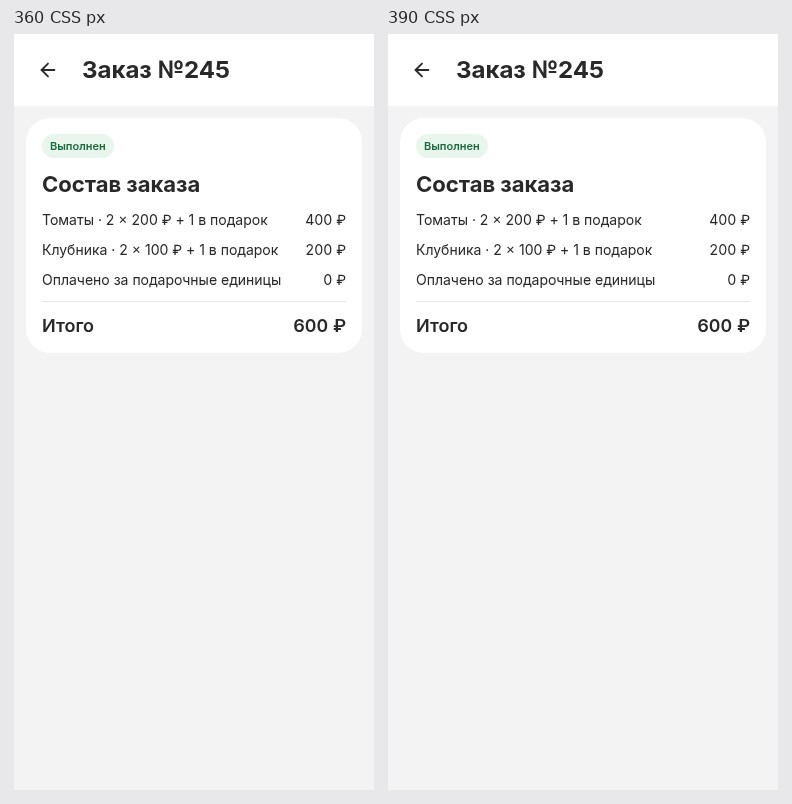 360 CSS px
Заказ №245
Выполнен
Состав заказа
Томаты · 2 × 200 ₽ + 1 в подарок 400 ₽
Клубника · 2 × 100 ₽ + 1 в подарок 200 ₽
Оплачено за подарочные единицы 0 ₽
Итого 600 ₽
390 CSS px
Заказ №245
Выполнен
Состав заказа
Томаты · 2 × 200 ₽ + 1 в подарок 400 ₽
Клубника · 2 × 100 ₽ + 1 в подарок 200 ₽
Оплачено за подарочные единицы 0 ₽
Итого 600 ₽